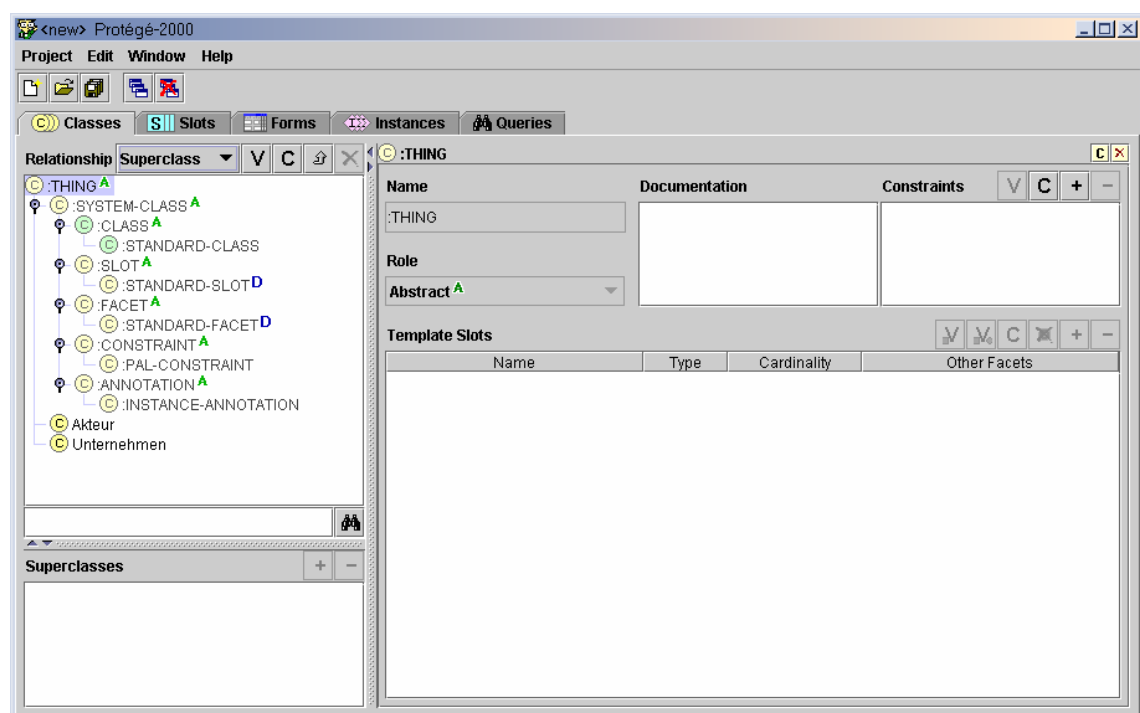 <new> Protégé-2000
Project Edit Window Help
C Classes S Slots Forms I Instances Queries
Relationship Superclass V C
C :THING A
C :SYSTEM-CLASS A
C :CLASS A
C :STANDARD-CLASS
C :SLOT A
C :STANDARD-SLOT D
C :FACET A
C :STANDARD-FACET D
C :CONSTRAINT A
C :PAL-CONSTRAINT
C :ANNOTATION A
C :INSTANCE-ANNOTATION
C Akteur
C Unternehmen
Superclasses + −
C :THING C ×
Name Documentation Constraints V C + −
:THING
Role
Abstract A
Template Slots V V C + −
Name Type Cardinality Other Facets